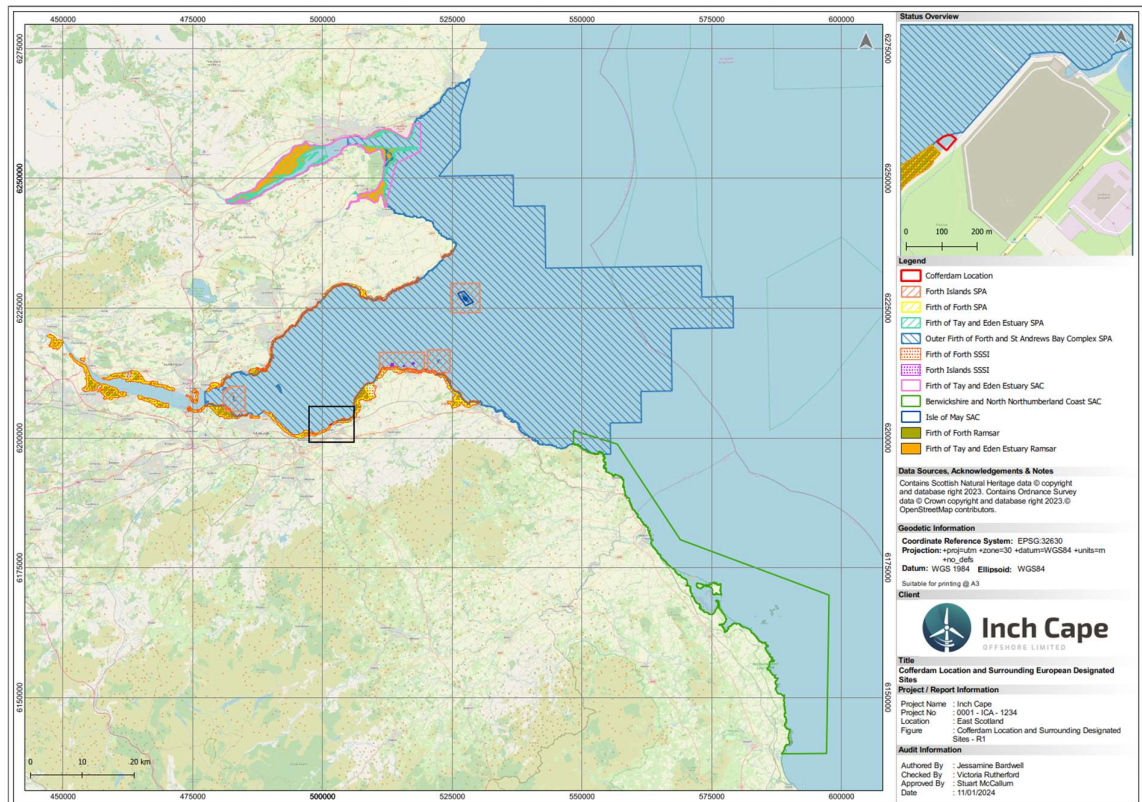 450000 475000 500000 525000 550000 575000 600000
6275000
6250000
6225000
6200000
6175000
6150000
0 10 20 km
450000 475000 500000 525000 550000 575000 600000
Status Overview
0 100 200 m
Legend
Cofferdam Location
Forth Islands SPA
Firth of Forth SPA
Firth of Tay and Eden Estuary SPA
Outer Firth of Forth and St Andrews Bay Complex SPA
Firth of Forth SSSI
Forth Islands SSSI
Firth of Tay and Eden Estuary SAC
Berwickshire and North Northumberland Coast SAC
Isle of May SAC
Firth of Forth Ramsar
Firth of Tay and Eden Estuary Ramsar
Data Sources, Acknowledgements & Notes
Contains Scottish Natural Heritage data © copyright
and database right 2023. Contains Ordnance Survey
data © Crown copyright and database right 2023.©
OpenStreetMap contributors.
Geodetic Information
Coordinate Reference System: EPSG:32630
Projection: +proj=utm +zone=30 +datum=WGS84 +units=m
+no_defs
Datum: WGS 1984 Ellipsoid: WGS84
Suitable for printing @ A3
Client
Inch Cape
OFFSHORE LIMITED
Title
Cofferdam Location and Surrounding European Designated
Sites
Project / Report Information
Project Name : Inch Cape
Project No : 0001 - ICA - 1234
Location : East Scotland
Figure : Cofferdam Location and Surrounding Designated
Sites - R1
Audit Information
Authored By : Jessamine Bardwell
Checked By : Victoria Rutherford
Approved By : Stuart McCallum
Date : 11/01/2024